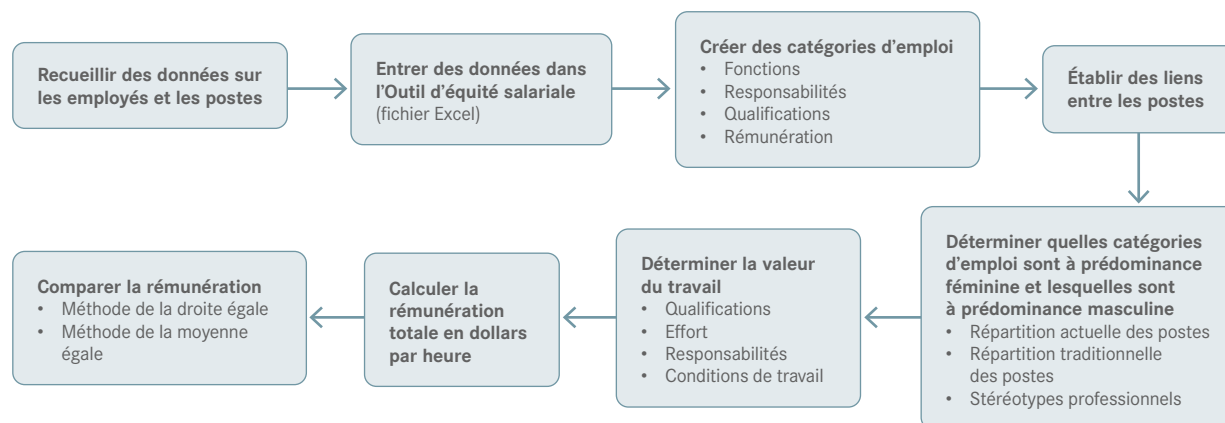 Recueillir des données sur
les employés et les postes
Entrer des données dans
l’Outil d’équité salariale
(fichier Excel)
Créer des catégories d’emploi
• Fonctions
• Responsabilités
• Qualifications
• Rémunération
Établir des liens
entre les postes
Déterminer quelles catégories
d’emploi sont à prédominance
féminine et lesquelles sont
à prédominance masculine
• Répartition actuelle des postes
• Répartition traditionnelle
des postes
• Stéréotypes professionnels
Déterminer la valeur
du travail
• Qualifications
• Effort
• Responsabilités
• Conditions de travail
Calculer la
rémunération
totale en dollars
par heure
Comparer la rémunération
• Méthode de la droite égale
• Méthode de la moyenne
égale